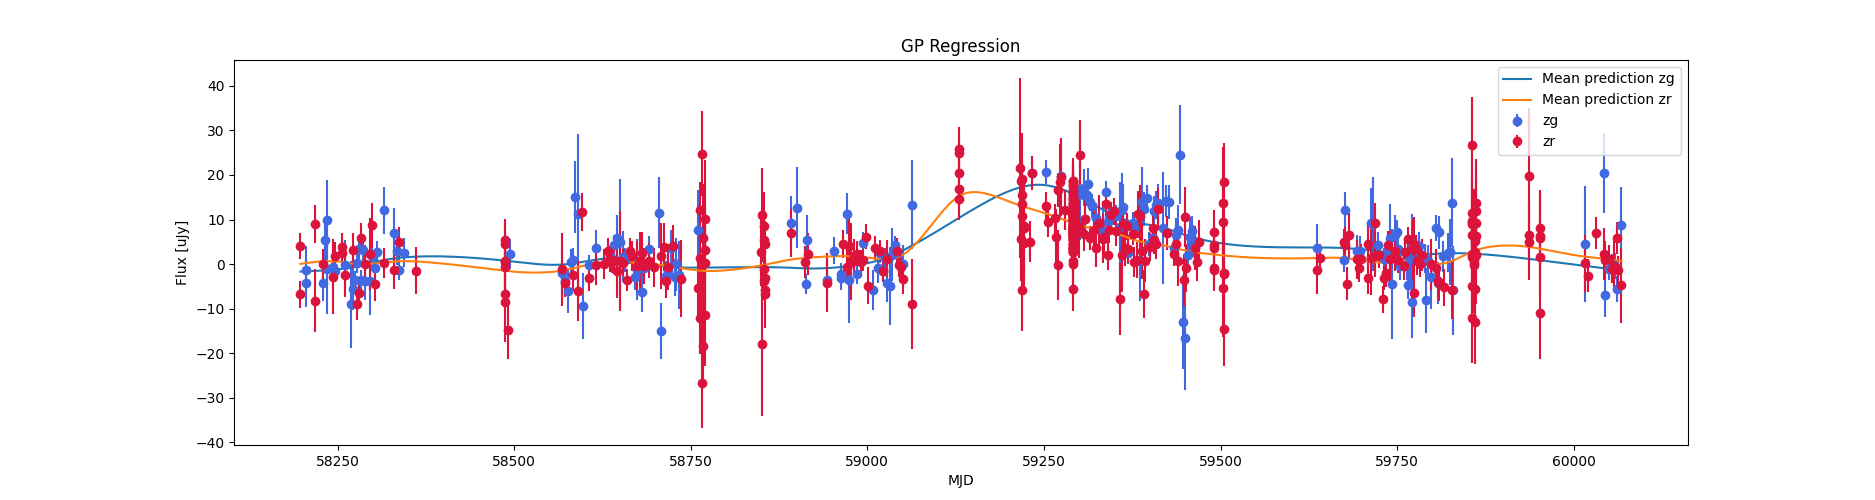 GP Regression
Flux [uJy]
40
30
20
10
0
−10
−20
−30
−40
58250
58500
58750
59000
59250
59500
59750
60000
MJD
Mean prediction zg
Mean prediction zr
zg
zr